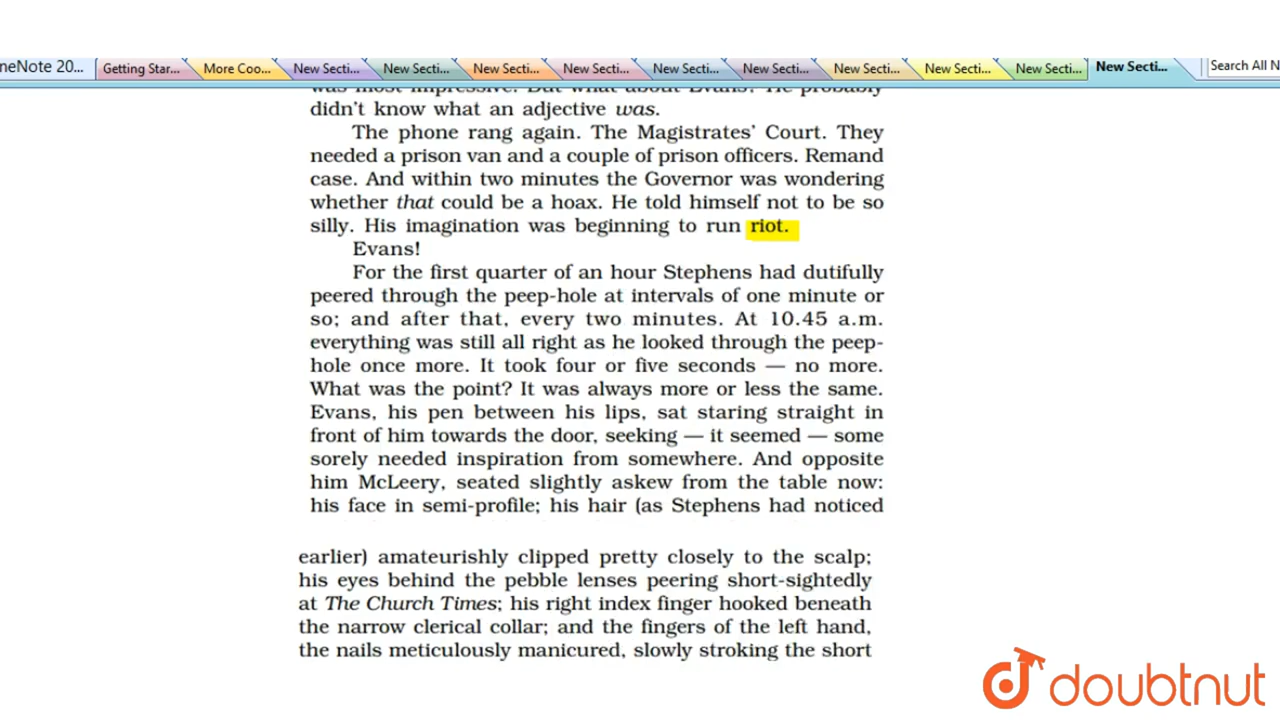 neNote 20...
Getting Star...
More Coo...
New Secti...
New Secti...
New Secti...
New Secti...
New Secti...
New Secti...
New Secti...
New Secti...
New Secti...
New Secti...
Search All N
was most impressive. But what about Evans? He probably
didn't know what an adjective was.
The phone rang again. The Magistrates' Court. They
needed a prison van and a couple of prison officers. Remand
case. And within two minutes the Governor was wondering
whether that could be a hoax. He told himself not to be so
silly. His imagination was beginning to run riot.
Evans!
For the first quarter of an hour Stephens had dutifully
peered through the peep-hole at intervals of one minute or
so; and after that, every two minutes. At 10.45 a.m.
everything was still all right as he looked through the peep-
hole once more. It took four or five seconds — no more.
What was the point? It was always more or less the same.
Evans, his pen between his lips, sat staring straight in
front of him towards the door, seeking — it seemed — some
sorely needed inspiration from somewhere. And opposite
him McLeery, seated slightly askew from the table now:
his face in semi-profile; his hair (as Stephens had noticed
earlier) amateurishly clipped pretty closely to the scalp;
his eyes behind the pebble lenses peering short-sightedly
at The Church Times; his right index finger hooked beneath
the narrow clerical collar; and the fingers of the left hand,
the nails meticulously manicured, slowly stroking the short
doubtnut